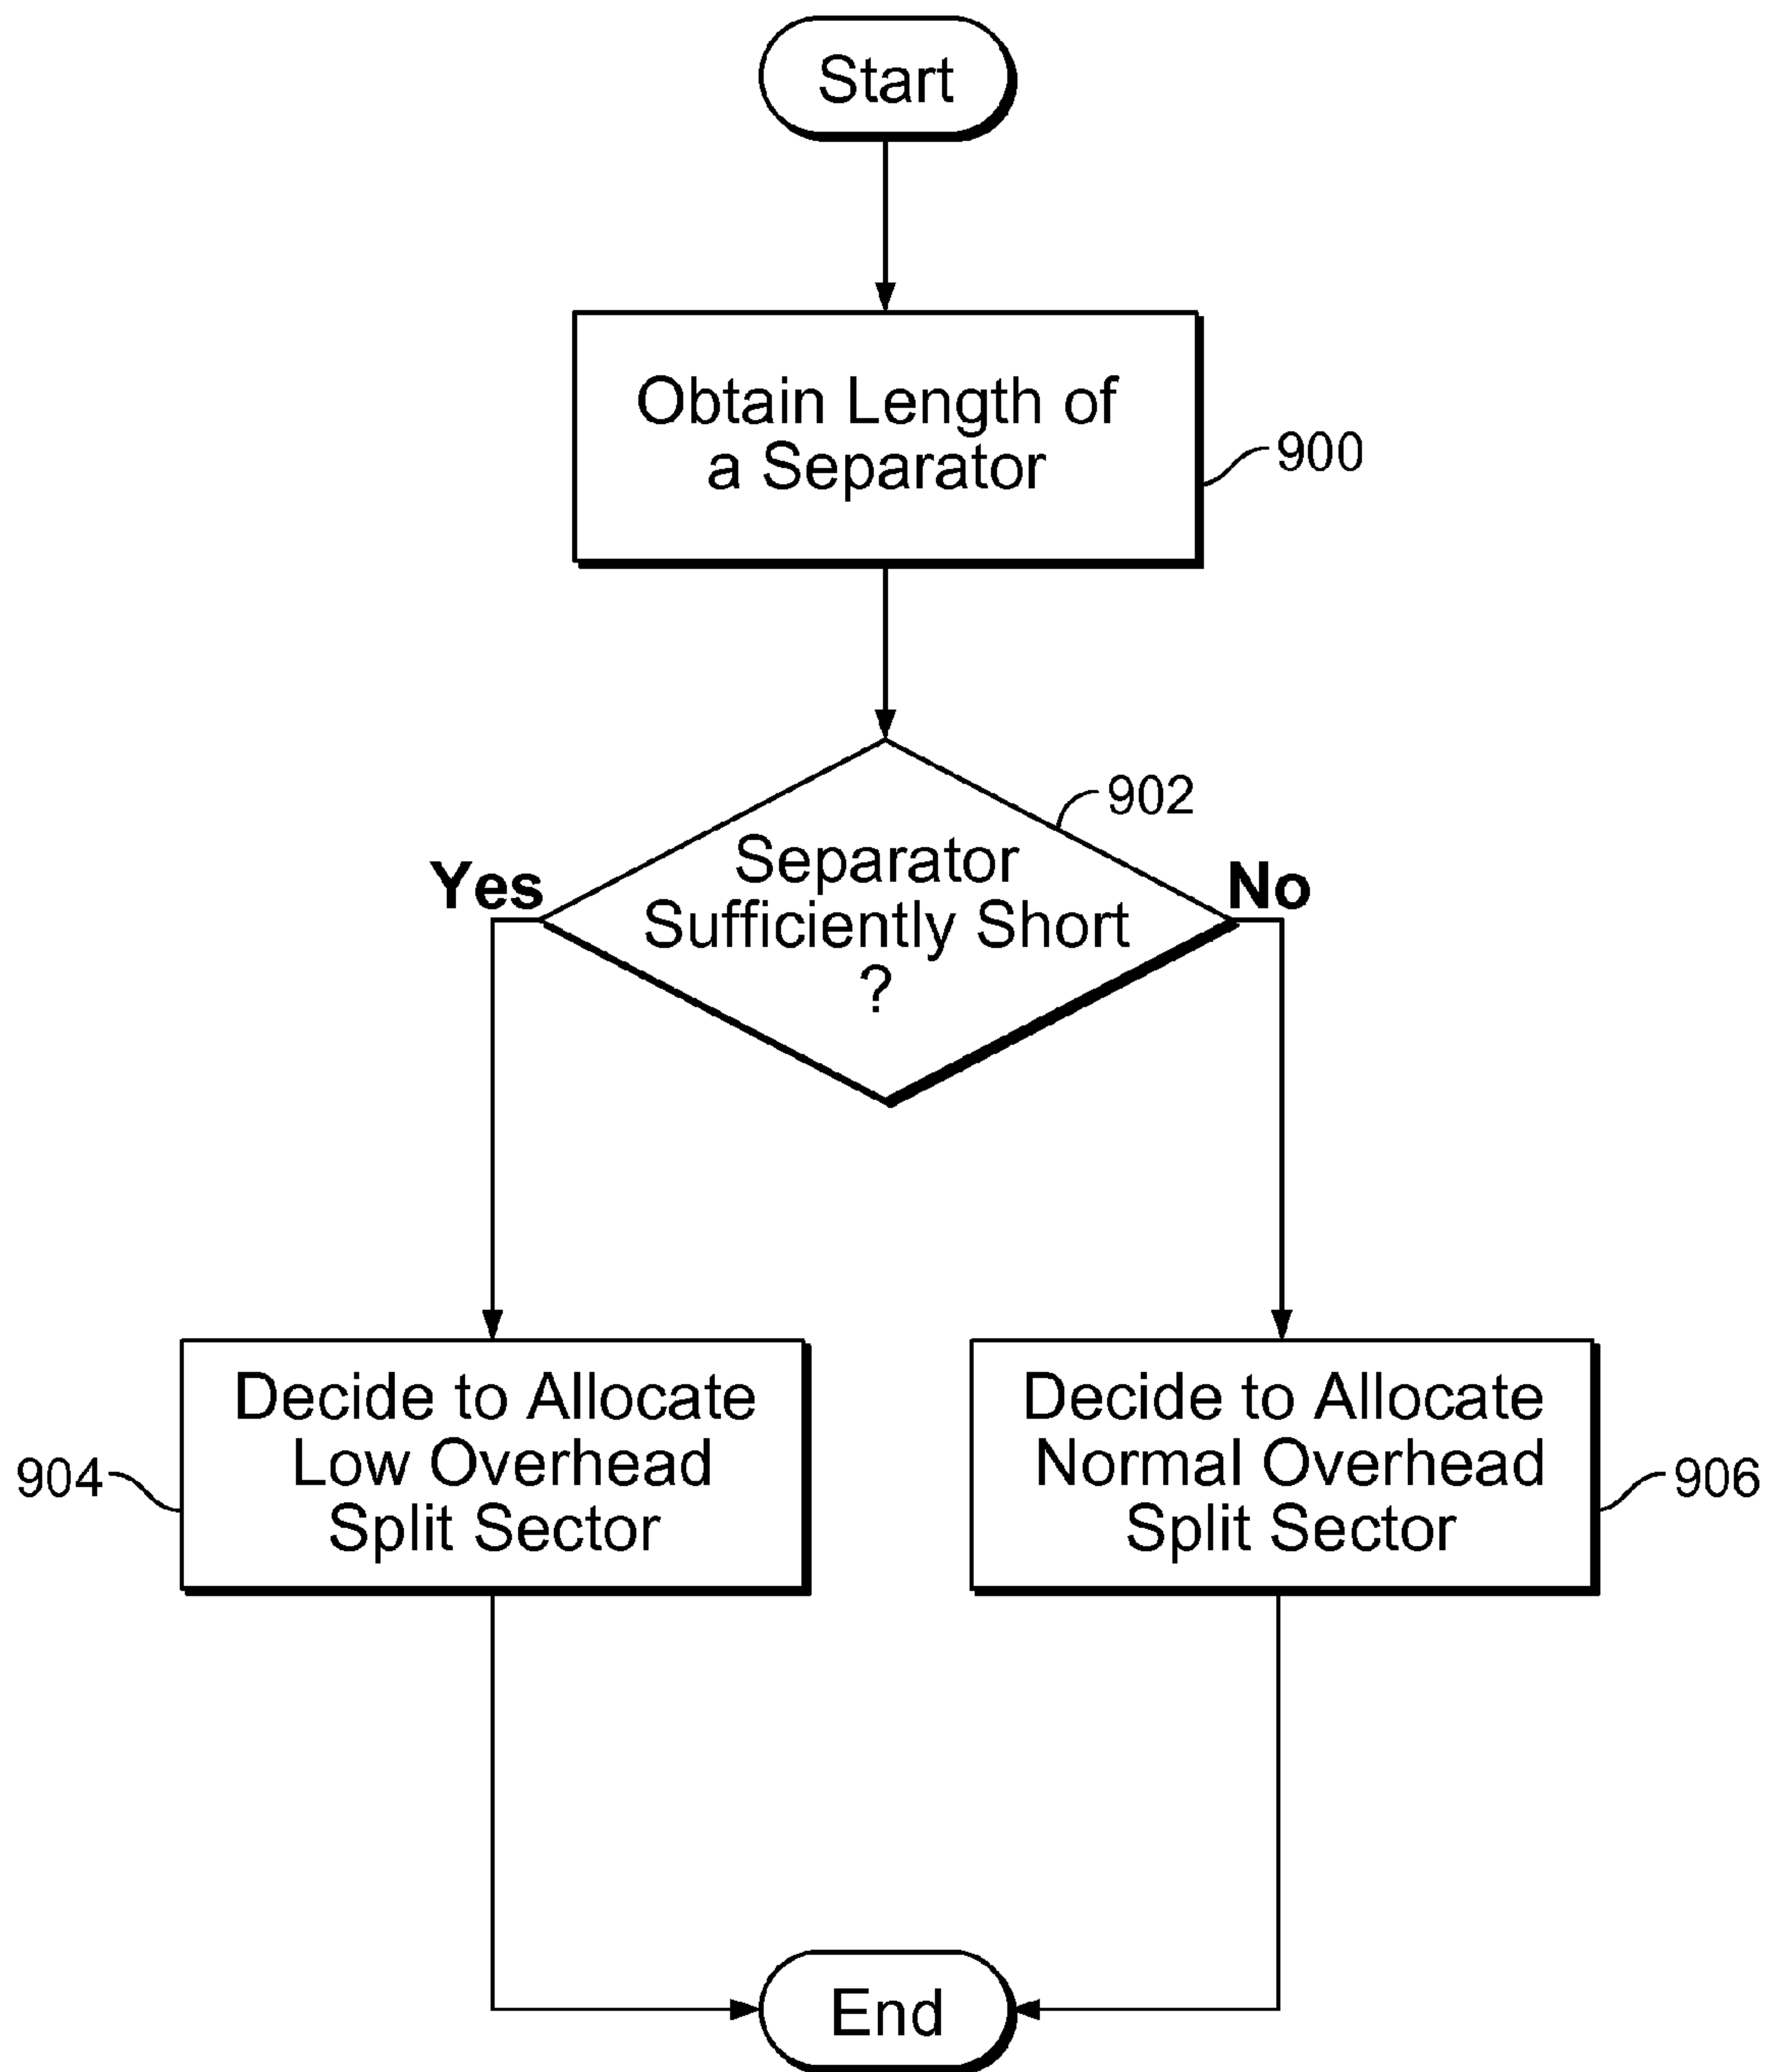 Start
Obtain Length of
a Separator
900
902
Separator
Sufficiently Short
?
Yes
No
Decide to Allocate
Low Overhead
Split Sector
904
Decide to Allocate
Normal Overhead
Split Sector
906
End